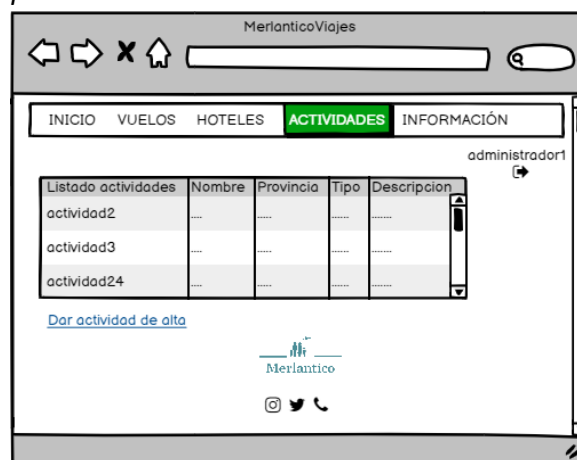 MerlanticoViajes
INICIO VUELOS HOTELES ACTIVIDADES INFORMACIÓN
administrador1
Listado actividades Nombre Provincia Tipo Descripcion
actividad2 .... ..... ...... .......
actividad3 .... ..... ...... .......
actividad24 .... ..... ...... .......
Dar actividad de alta
Merlantico